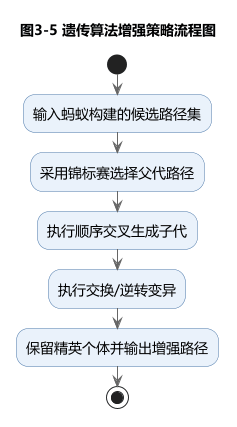 图3-5 遗传算法增强策略流程图
输入蚂蚁构建的候选路径集
采用锦标赛选择父代路径
执行顺序交叉生成子代
执行交换/逆转变异
保留精英个体并输出增强路径